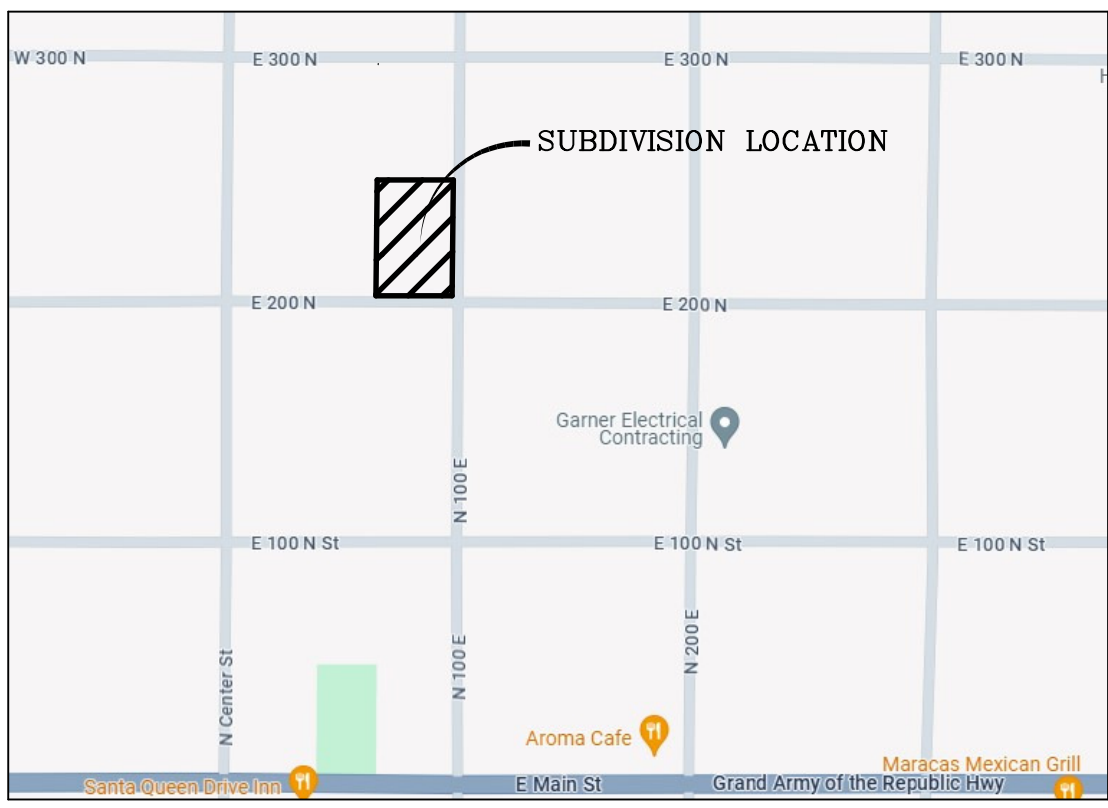 W 300 N
E 300 N
E 300 N
E 300 N
H
SUBDIVISION LOCATION
E 200 N
E 200 N
Garner Electrical
Contracting
N 100 E
E 100 N St
E 100 N St
E 100 N St
N Center St
N 100 E
N 200 E
Aroma Cafe
Maracas Mexican Grill
Santa Queen Drive Inn
E Main St
Grand Army of the Republic Hwy